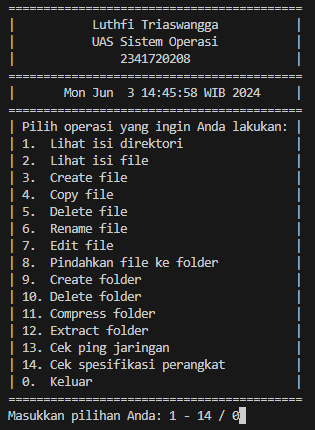 ==========================================
|           Luthfi Triaswangga           |
|           UAS Sistem Operasi           |
|               2341720208               |
==========================================
|       Mon Jun  3 14:45:58 WIB 2024     |
==========================================
| Pilih operasi yang ingin Anda lakukan: |
| 1.  Lihat isi direktori                |
| 2.  Lihat isi file                     |
| 3.  Create file                        |
| 4.  Copy file                          |
| 5.  Delete file                        |
| 6.  Rename file                        |
| 7.  Edit file                          |
| 8.  Pindahkan file ke folder           |
| 9.  Create folder                      |
| 10. Delete folder                      |
| 11. Compress folder                    |
| 12. Extract folder                     |
| 13. Cek ping jaringan                  |
| 14. Cek spesifikasi perangkat          |
| 0.  Keluar                             |
==========================================
Masukkan pilihan Anda: 1 - 14 / 0